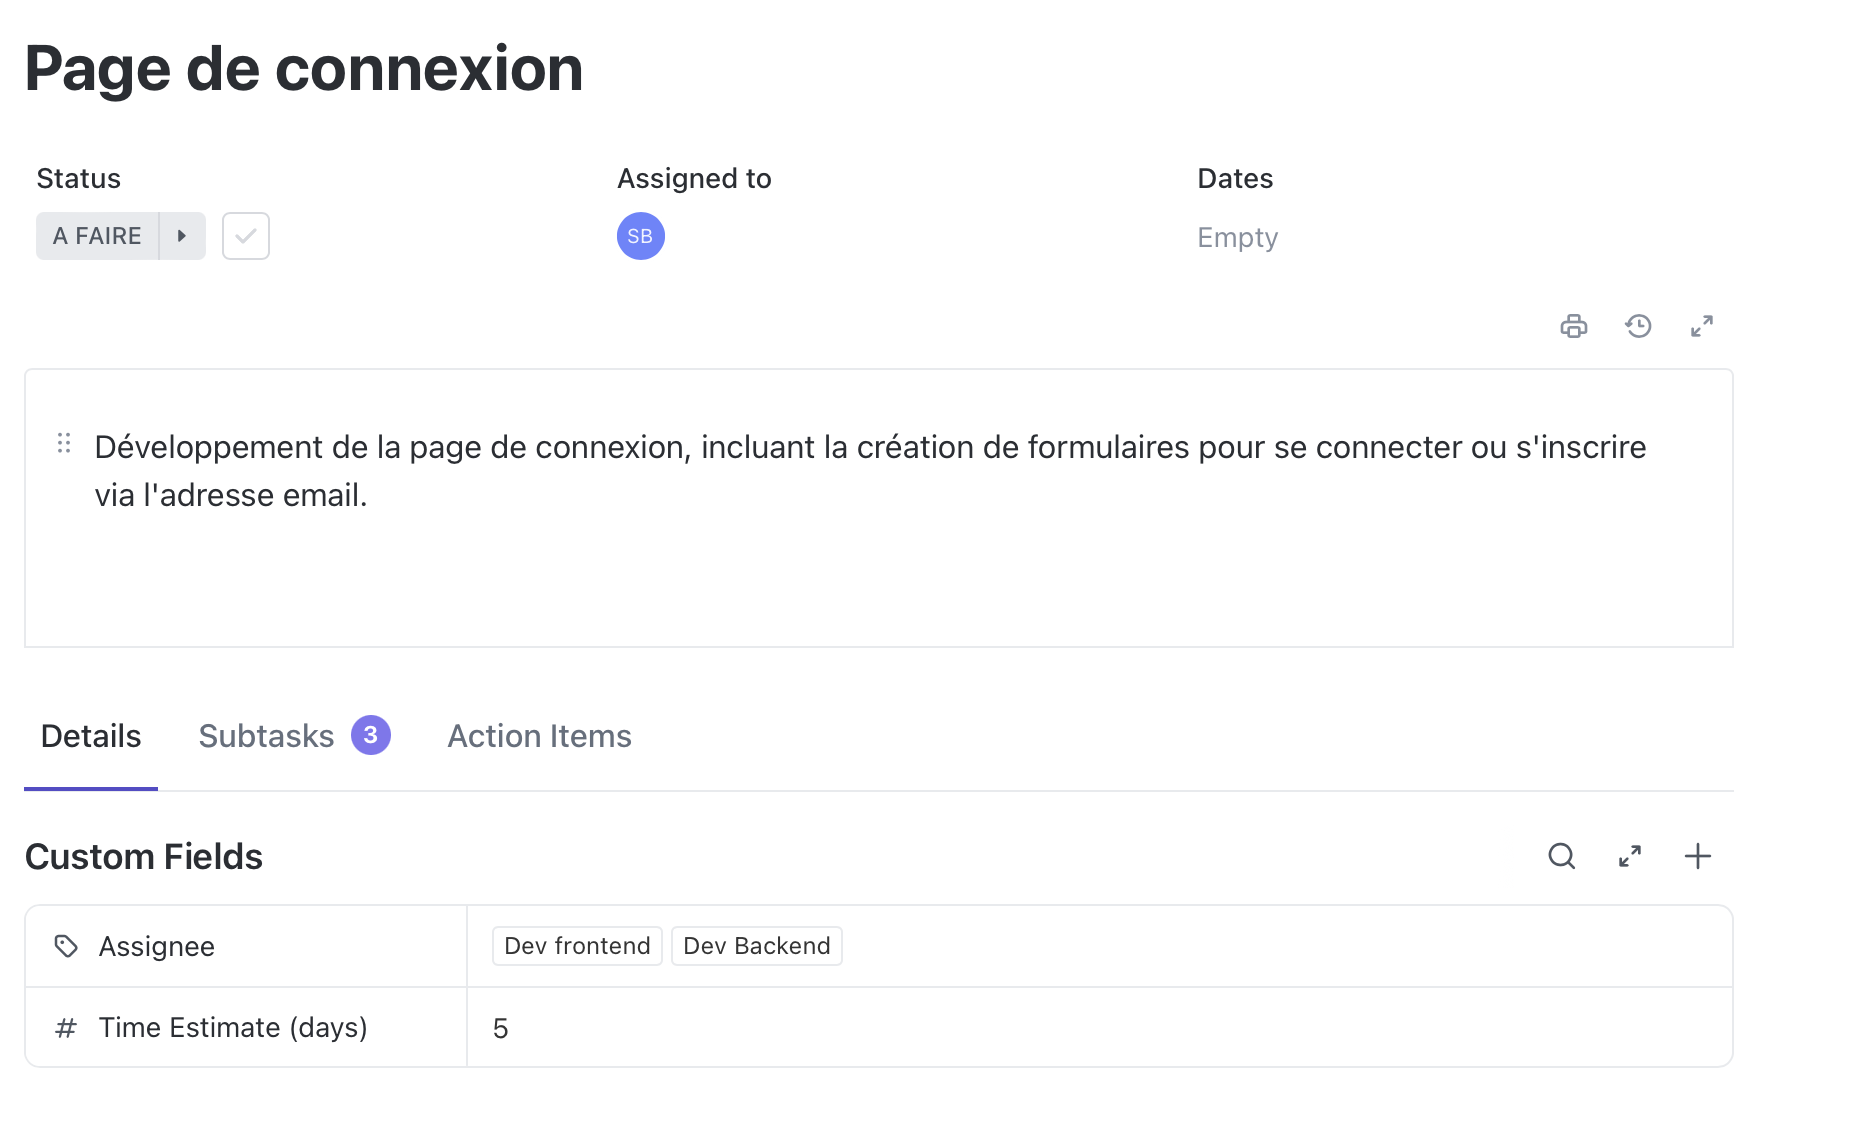 Page de connexion
Status
Assigned to
Dates
A FAIRE
SB
Empty
Développement de la page de connexion, incluant la création de formulaires pour se connecter ou s'inscrire
via l'adresse email.
Details
Subtasks 3
Action Items
Custom Fields
Assignee
Dev frontend
Dev Backend
Time Estimate (days)
5